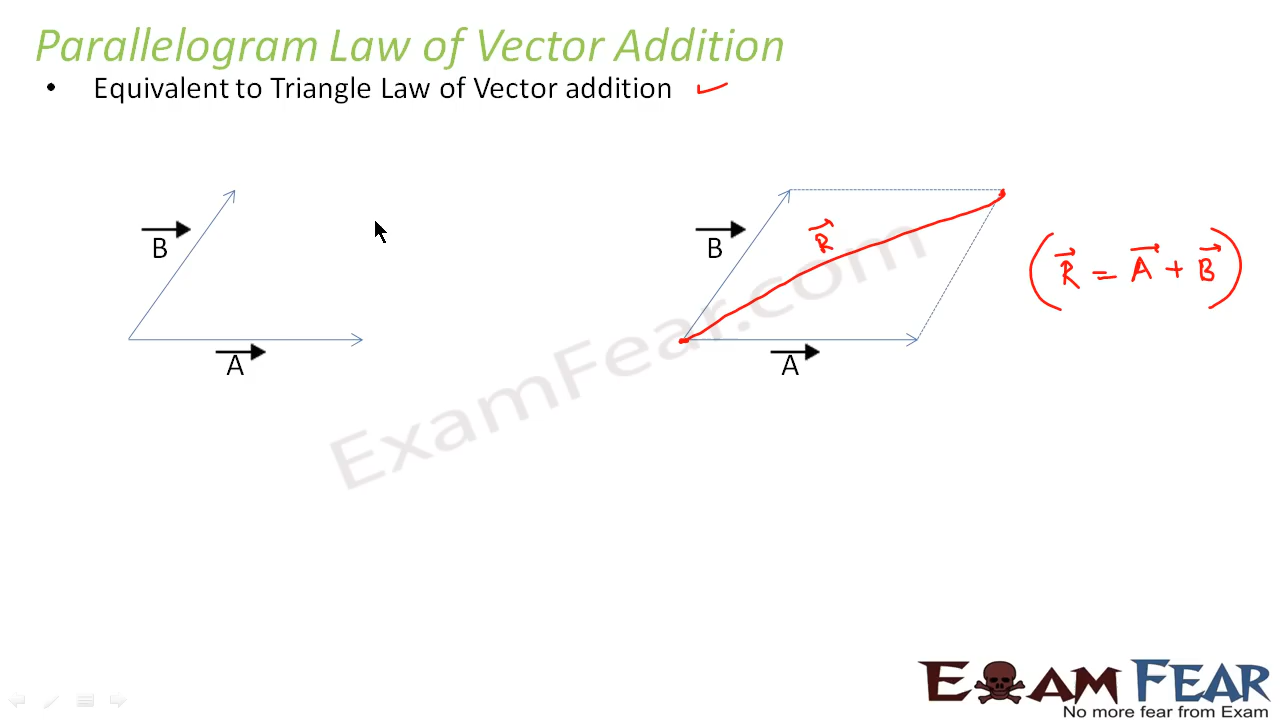 Parallelogram Law of Vector Addition
• Equivalent to Triangle Law of Vector addition ✓
B
A
B
R
A
(R = A + B)
ExamFear.com
EXAM FEAR
No more fear from Exam